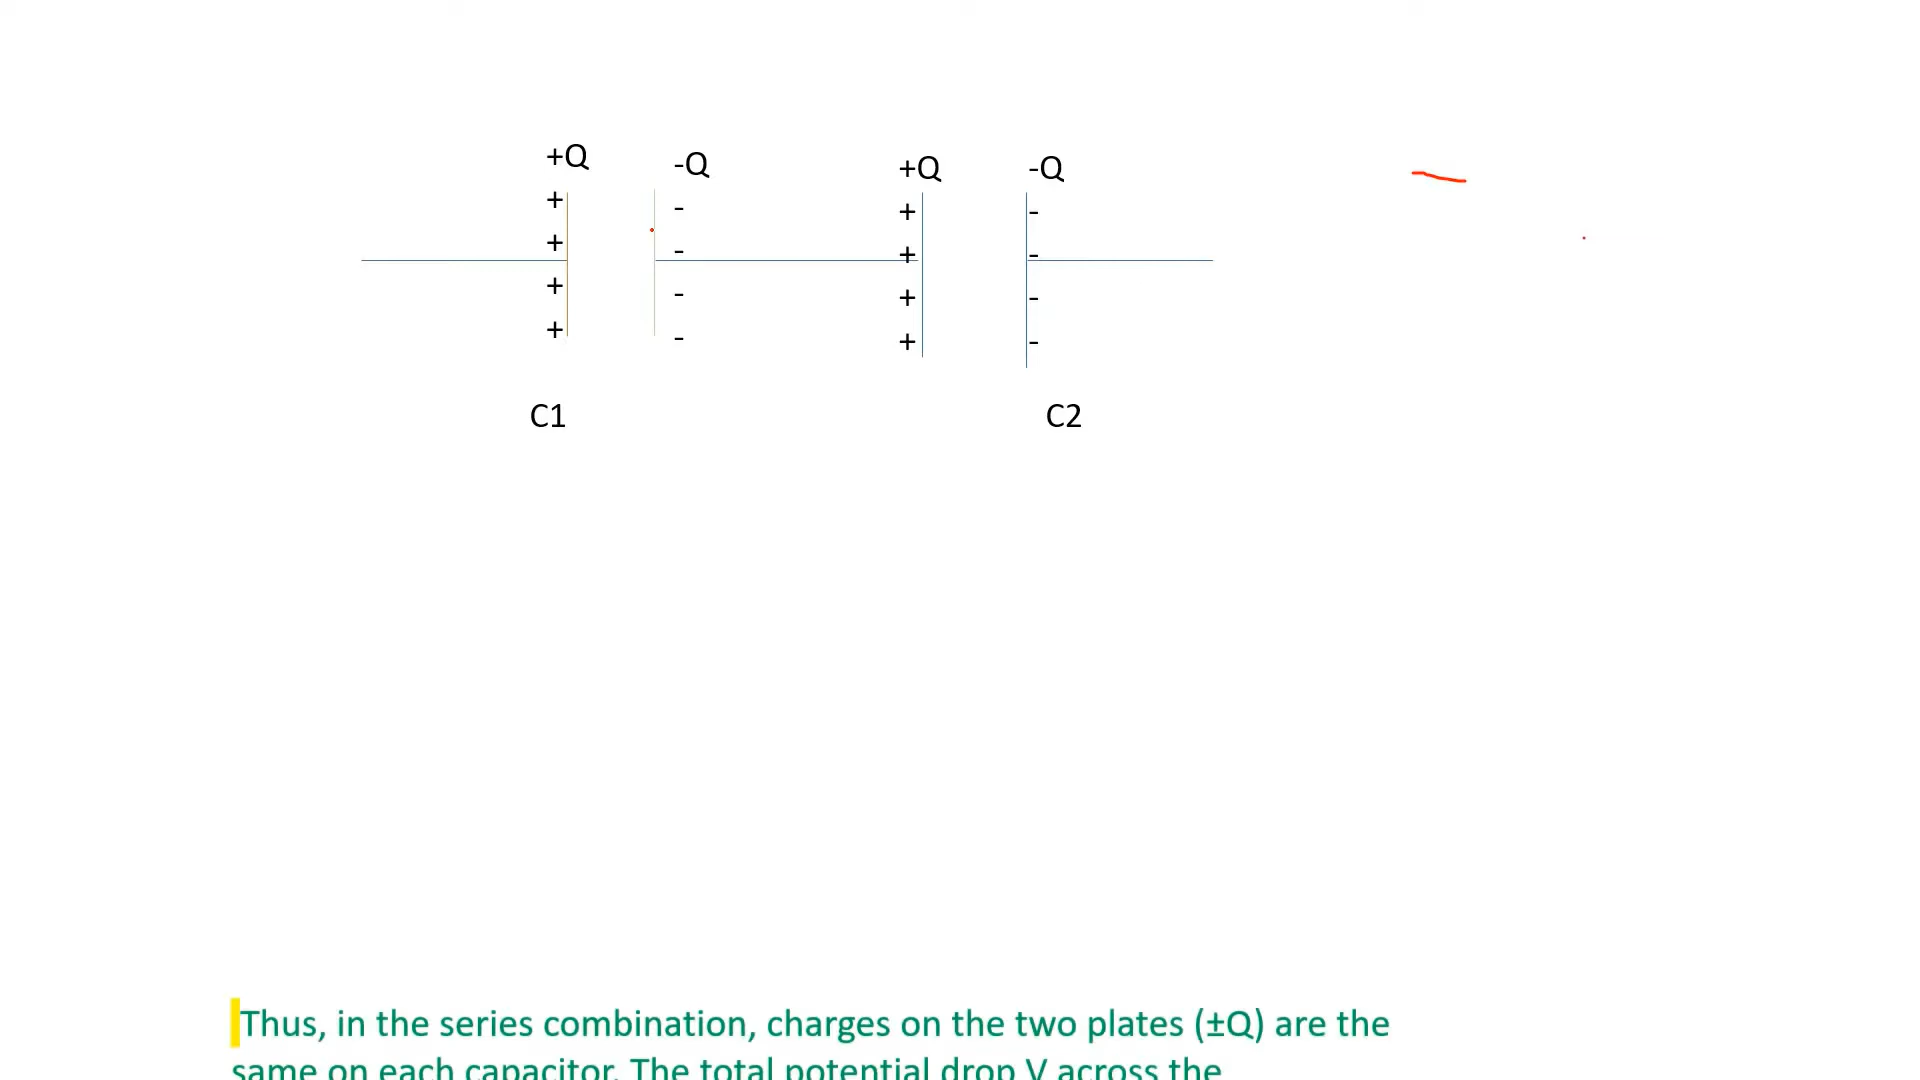 +Q -Q +Q -Q
+ - + -
+ - + -
+ - + -
+ - + -
C1 C2
Thus, in the series combination, charges on the two plates (±Q) are the
same on each capacitor. The total potential drop V across the